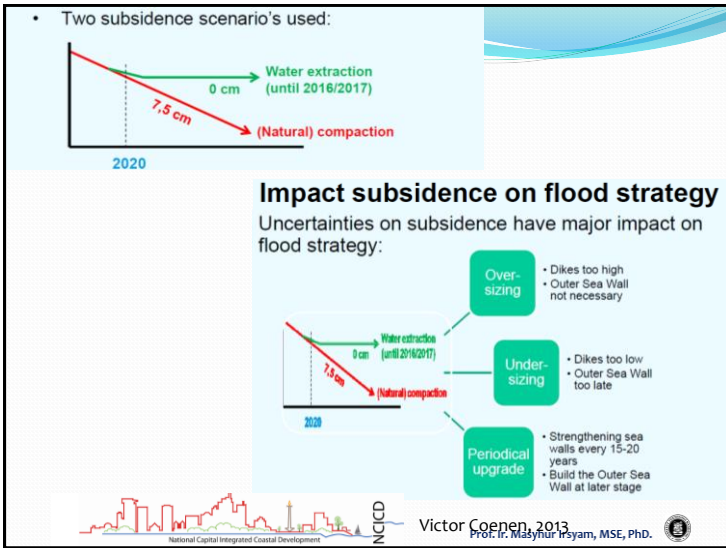 • Two subsidence scenario's used:
Water extraction
(until 2016/2017)
0 cm
7,5 cm
(Natural) compaction
2020
Impact subsidence on flood strategy
Uncertainties on subsidence have major impact on
flood strategy:
Over-
sizing
• Dikes too high
• Outer Sea Wall
not necessary
Water extraction
(until 2016/2017)
0 cm
7,5 cm
(Natural) compaction
2020
Under-
sizing
• Dikes too low
• Outer Sea Wall
too late
Periodical
upgrade
• Strengthening sea
walls every 15-20
years
• Build the Outer Sea
Wall at later stage
National Capital Integrated Coastal Development
NCICD
Victor Coenen, 2013
Prof. Ir. Masyhur Irsyam, MSE, PhD.